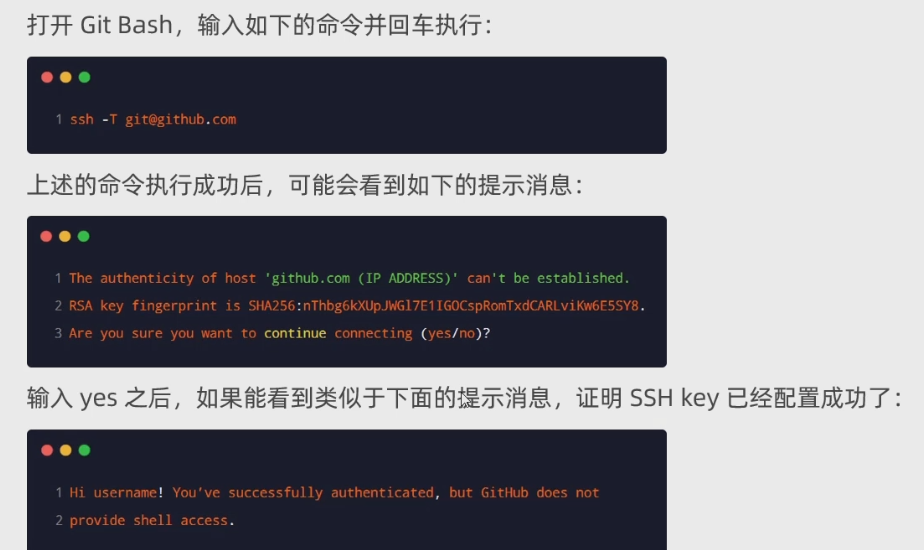 打开 Git Bash，输入如下的命令并回车执行：
1 ssh -T git@github.com
上述的命令执行成功后，可能会看到如下的提示消息：
1 The authenticity of host 'github.com (IP ADDRESS)' can't be established.
2 RSA key fingerprint is SHA256:nThbg6kXUpJWGl7E1IGOCspRomTxdCARLviKw6E5SY8.
3 Are you sure you want to continue connecting (yes/no)?
输入 yes 之后，如果能看到类似于下面的提示消息，证明 SSH key 已经配置成功了：
1 Hi username! You've successfully authenticated, but GitHub does not
2 provide shell access.